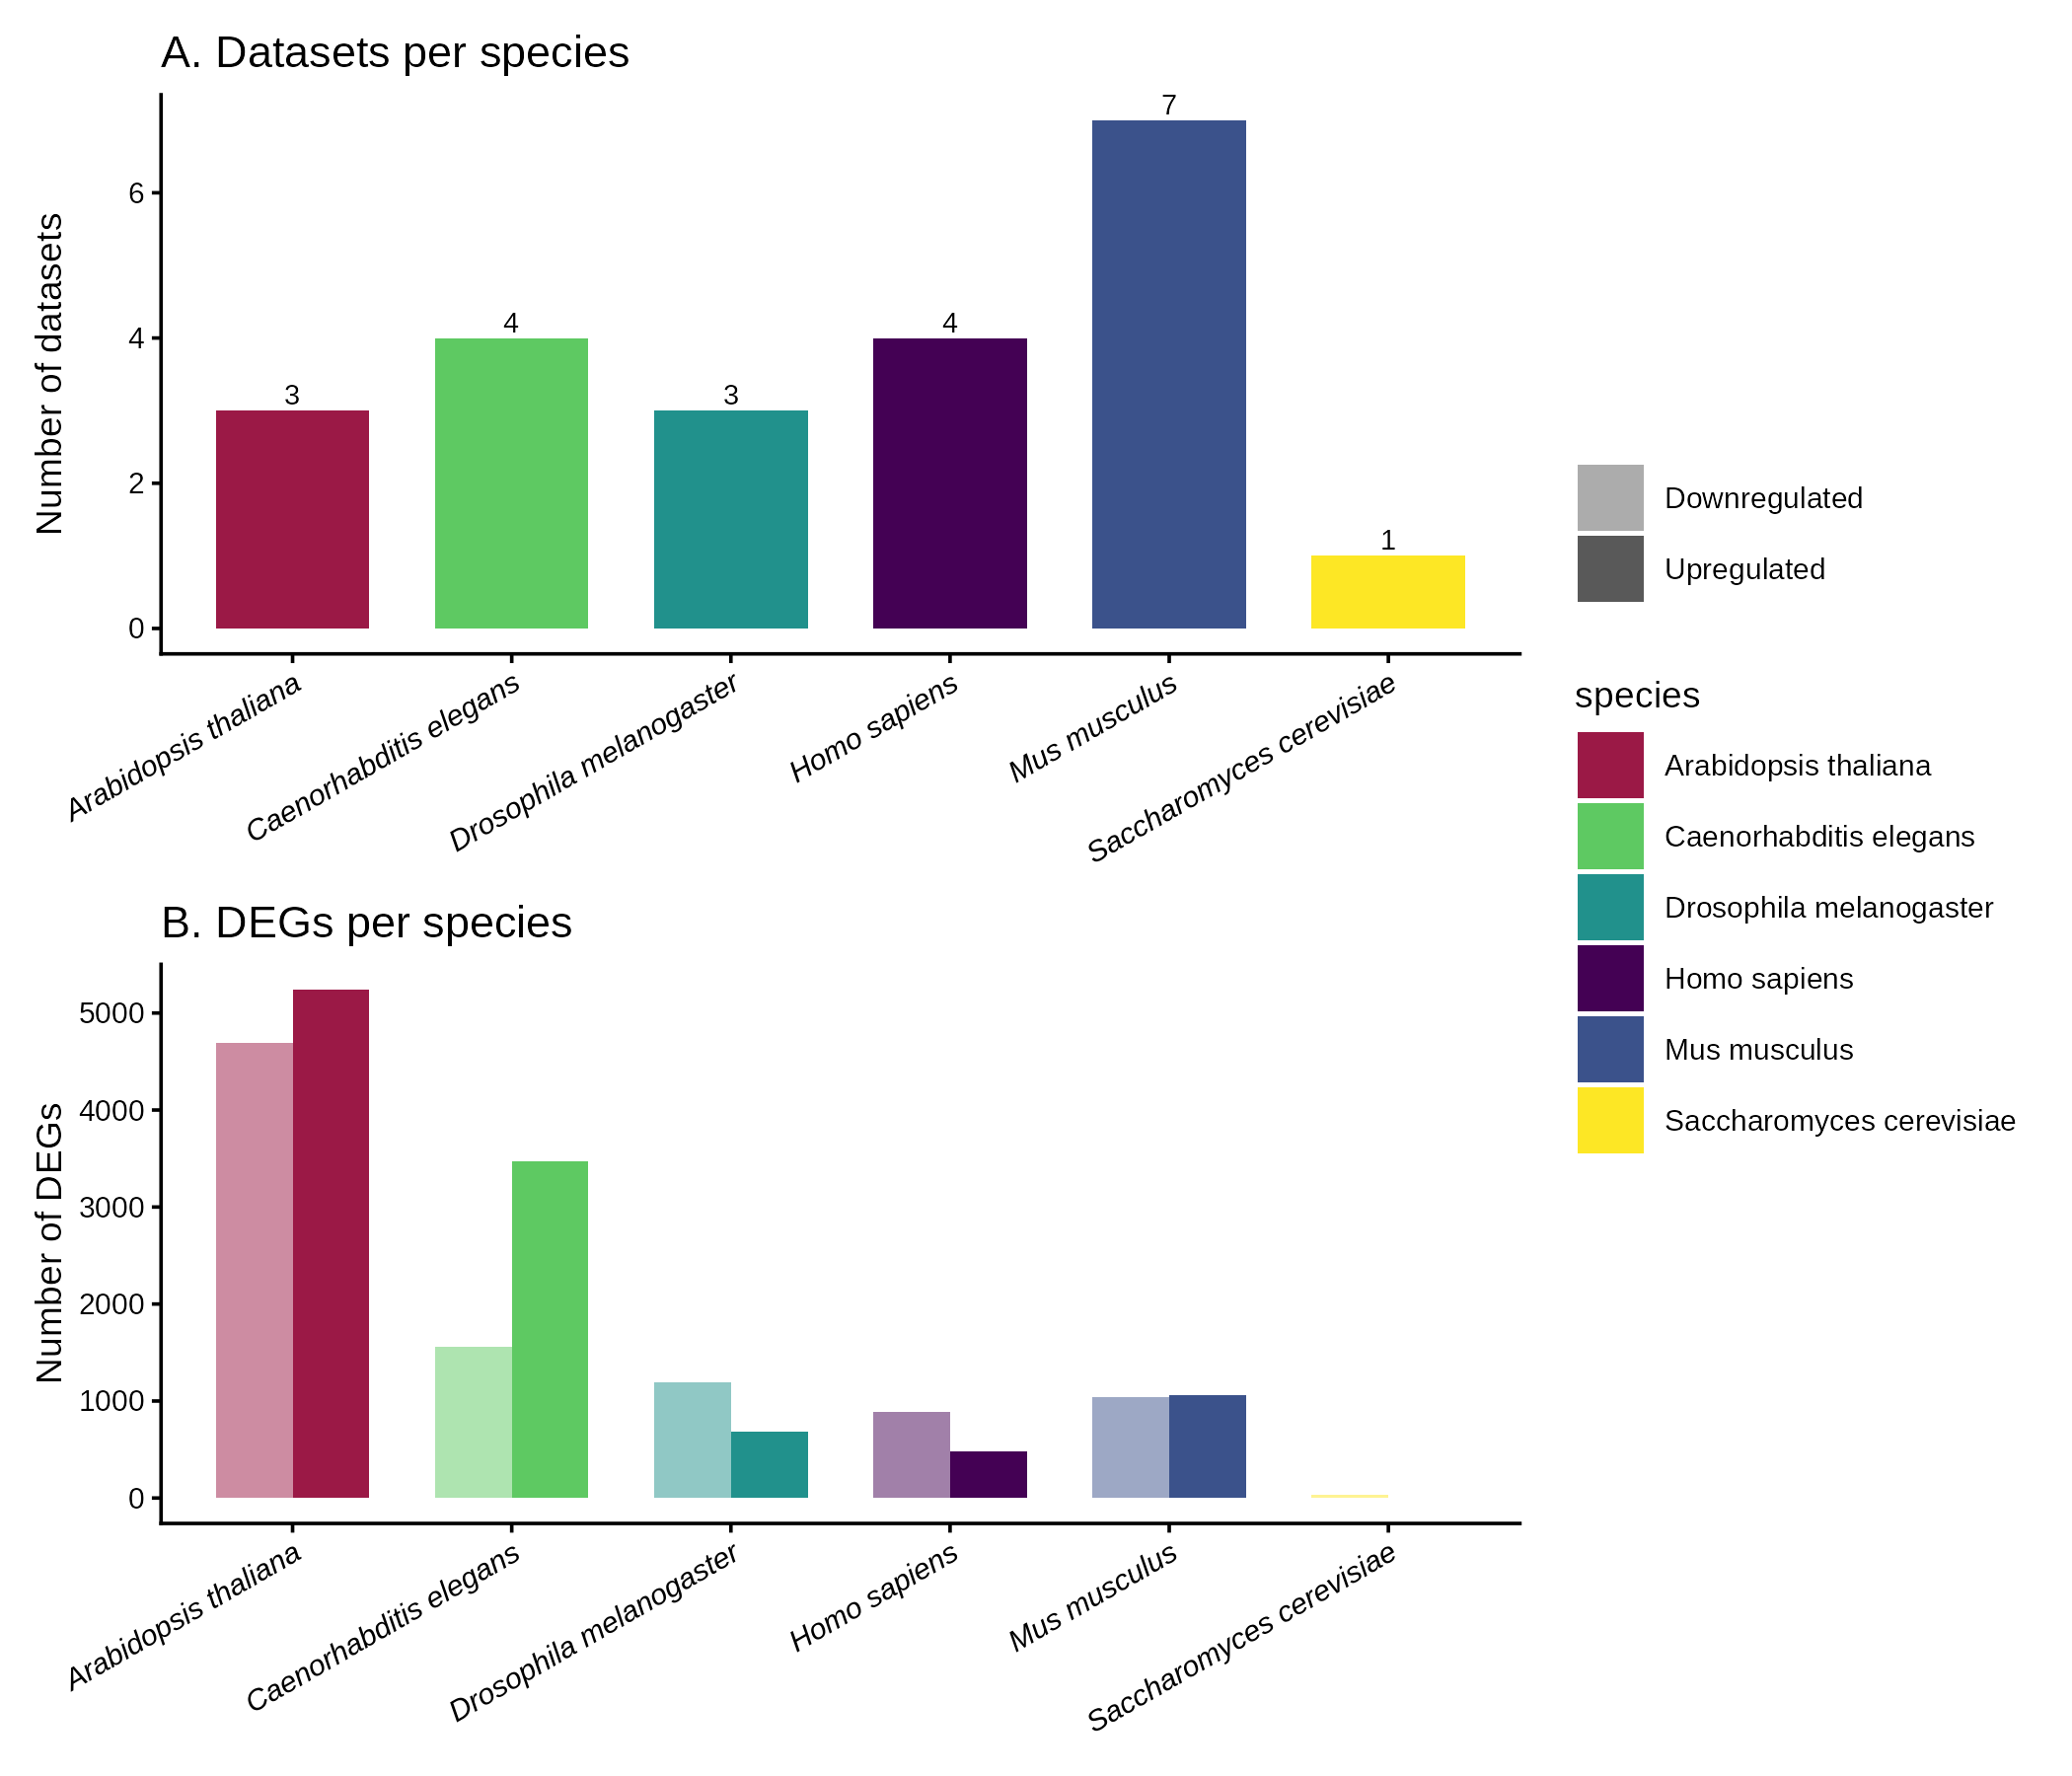 A. Datasets per species
Number of datasets
6
4
2
0
3
4
3
4
7
1
Arabidopsis thaliana
Caenorhabditis elegans
Drosophila melanogaster
Homo sapiens
Mus musculus
Saccharomyces cerevisiae
Downregulated
Upregulated
species
Arabidopsis thaliana
Caenorhabditis elegans
Drosophila melanogaster
Homo sapiens
Mus musculus
Saccharomyces cerevisiae
B. DEGs per species
Number of DEGs
5000
4000
3000
2000
1000
0
Arabidopsis thaliana
Caenorhabditis elegans
Drosophila melanogaster
Homo sapiens
Mus musculus
Saccharomyces cerevisiae